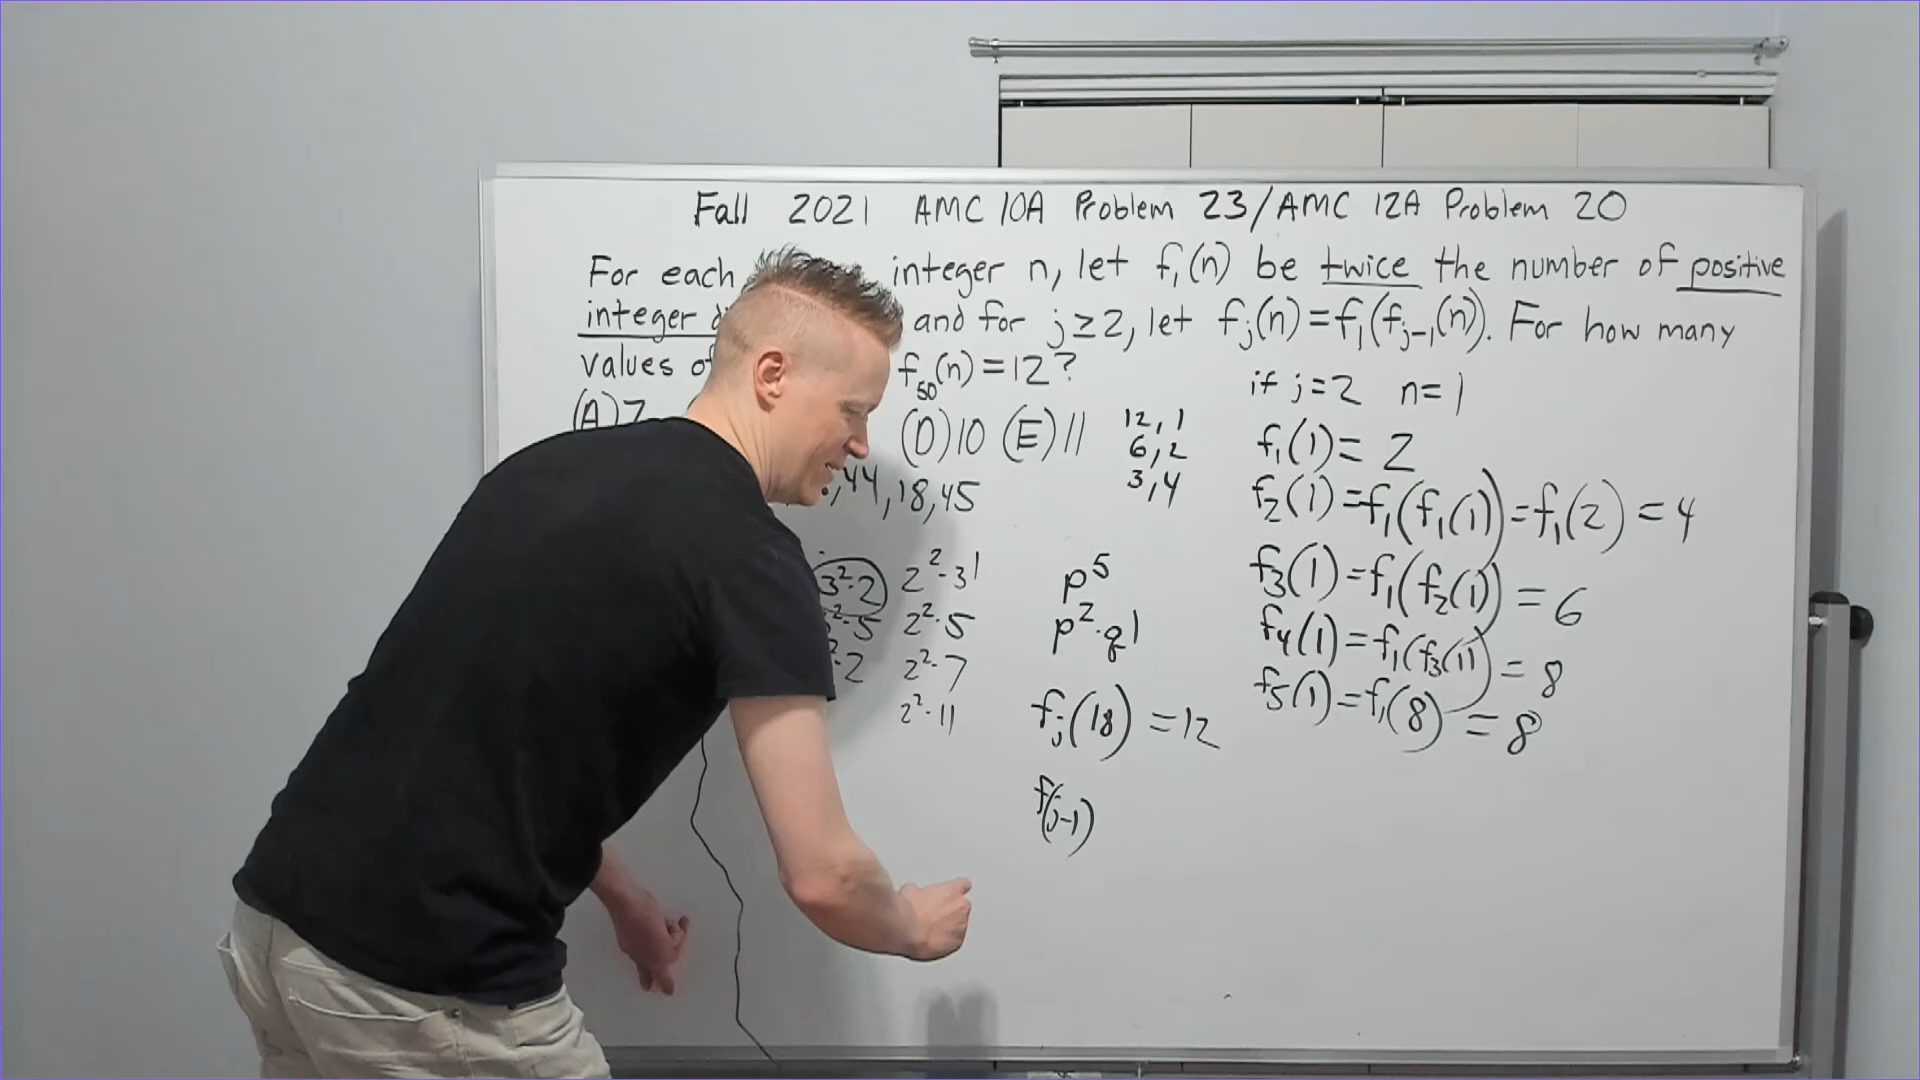 Fall 2021 AMC 10A Problem 23/AMC 12A Problem 20
For each integer n, let f₁(n) be twice the number of positive
integer and for j≥2, let fⱼ(n)=f₁(fⱼ₋₁(n)). For how many
values of f₅₀(n)=12?
(A)7 (D)10 (E)11
,44,18,45
3²·2
²·5
·2
2²·3¹
2²·5
2²·7
2²·11
12,1
6,2
3,4
p⁵
p²·q¹
fⱼ(18)=12
f(j-1)
if j=2 n=1
f₁(1)=2
f₂(1)=f₁(f₁(1))=f₁(2)=4
f₃(1)=f₁(f₂(1))=6
f₄(1)=f₁(f₃(1))=8
f₅(1)=f₁(8)=8